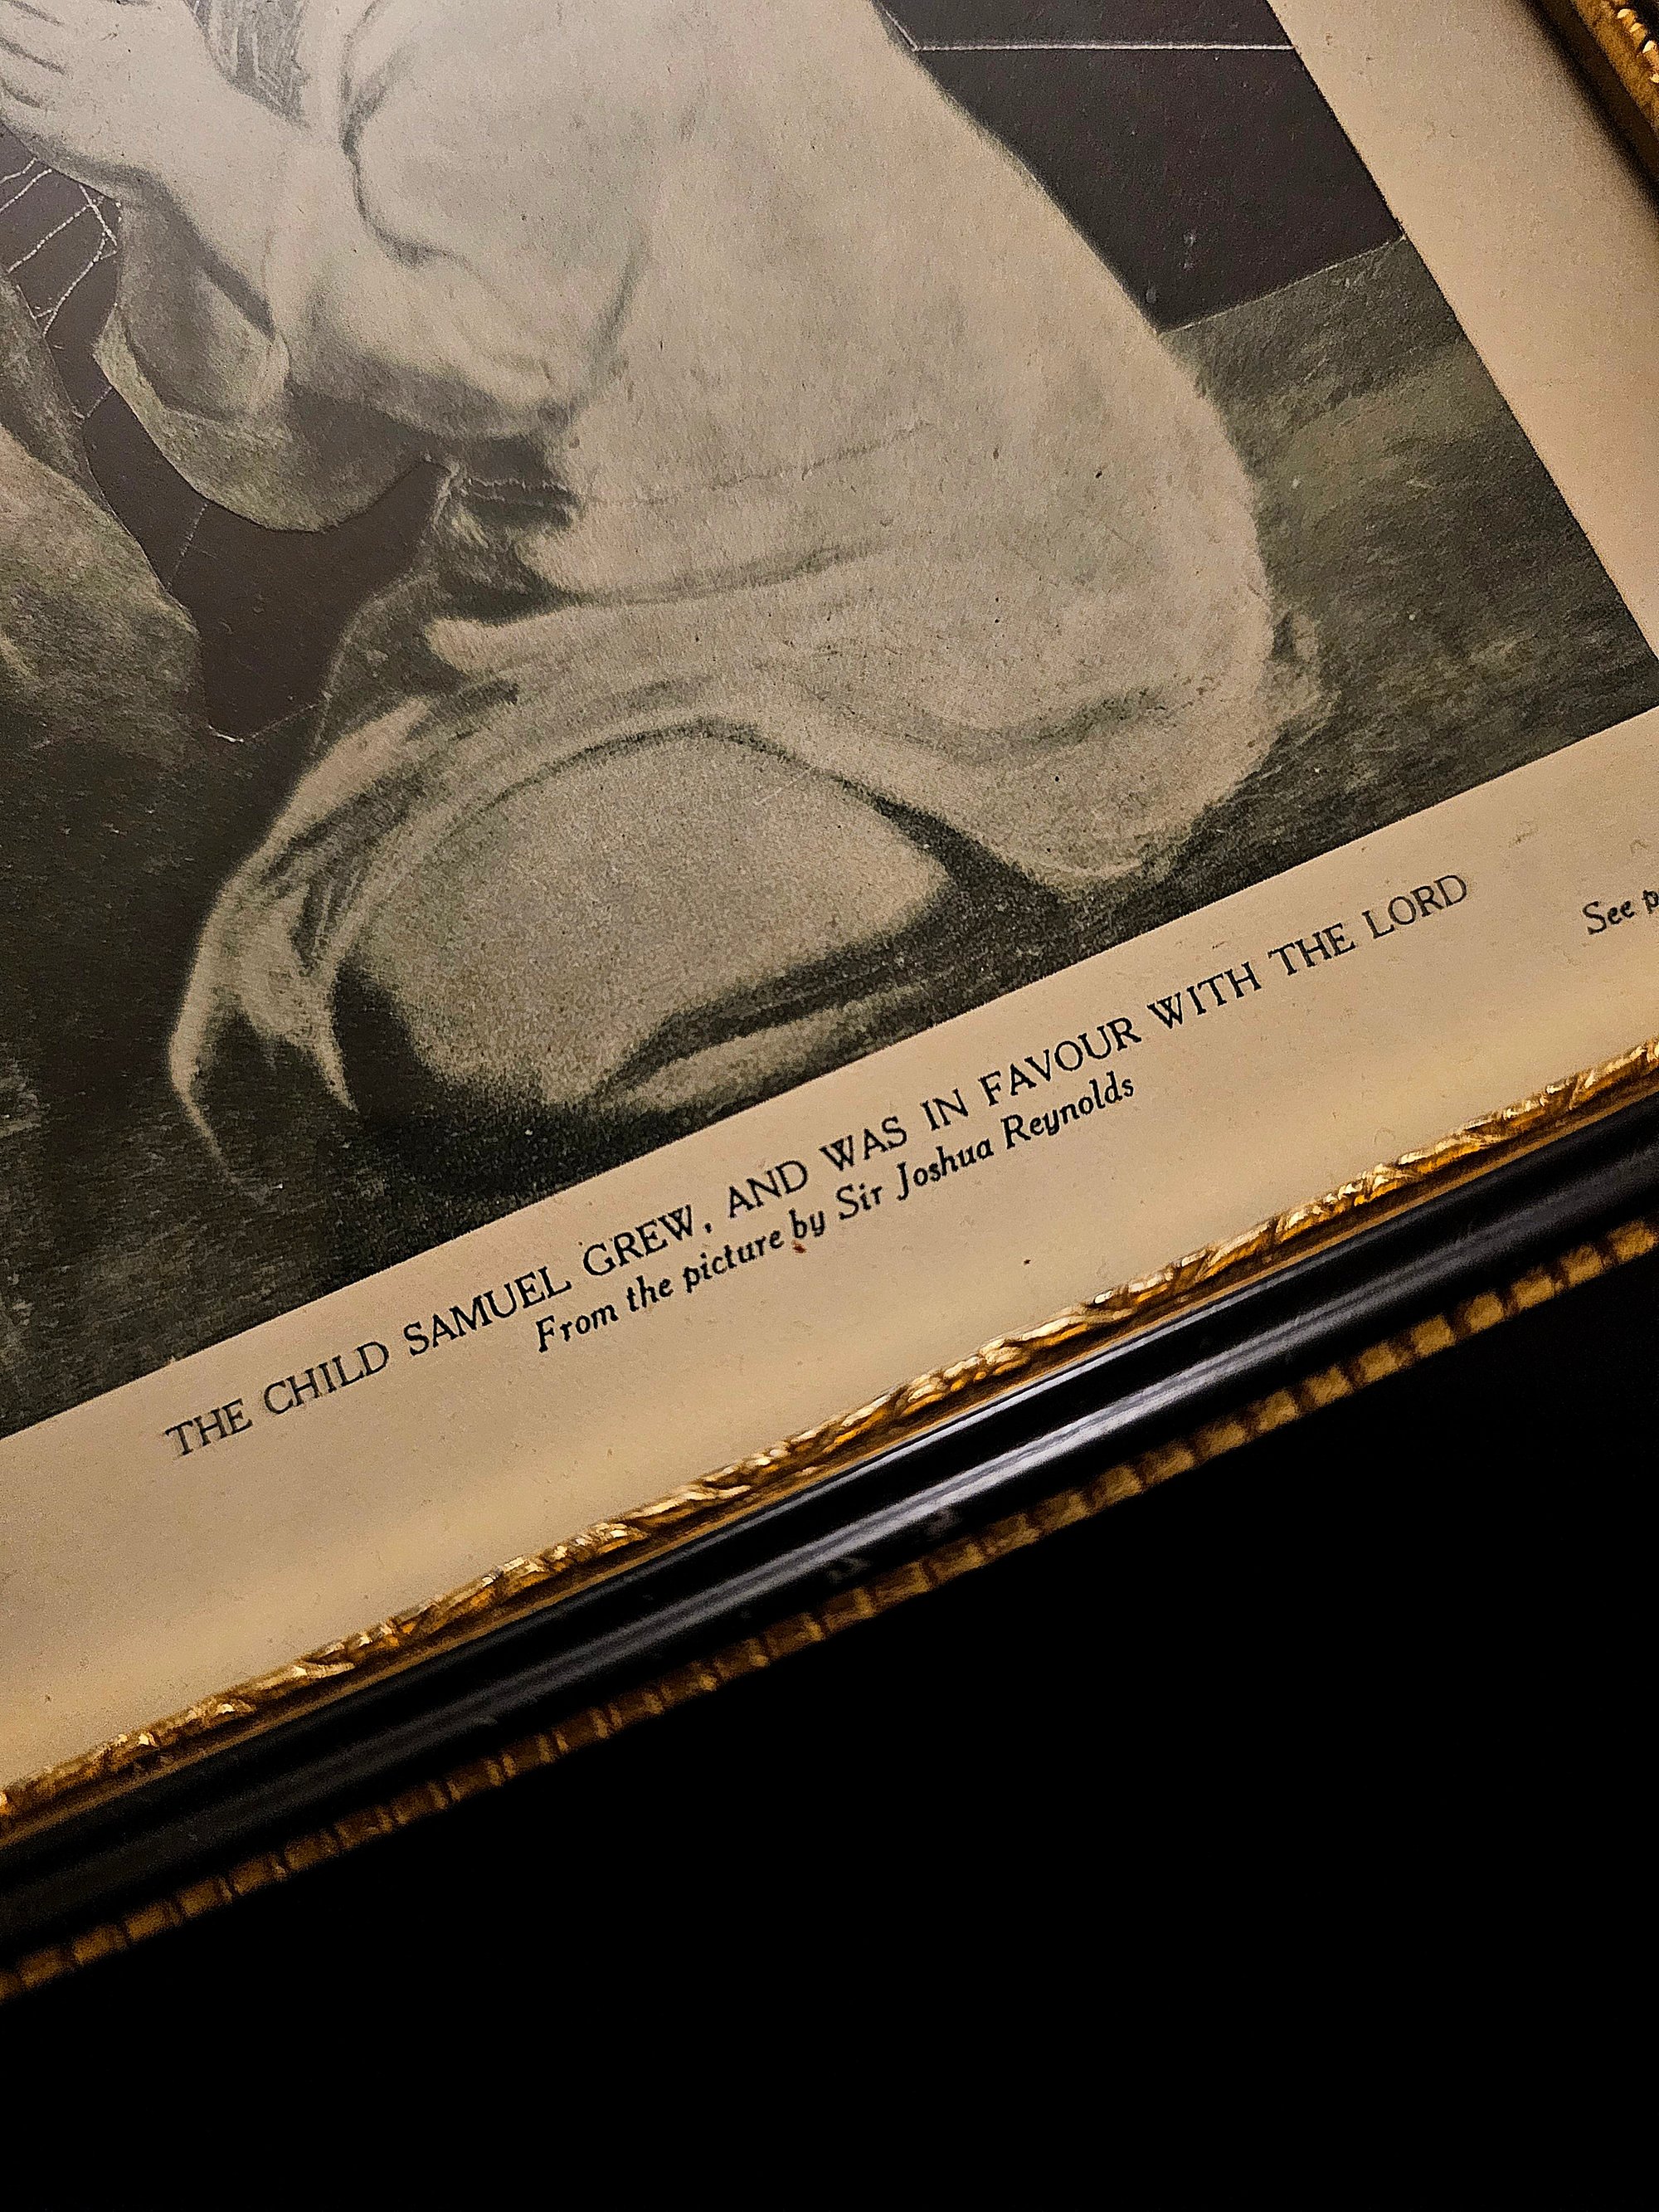 THE CHILD SAMUEL GREW, AND WAS IN FAVOUR WITH THE LORD
From the picture by Sir Joshua Reynolds
See